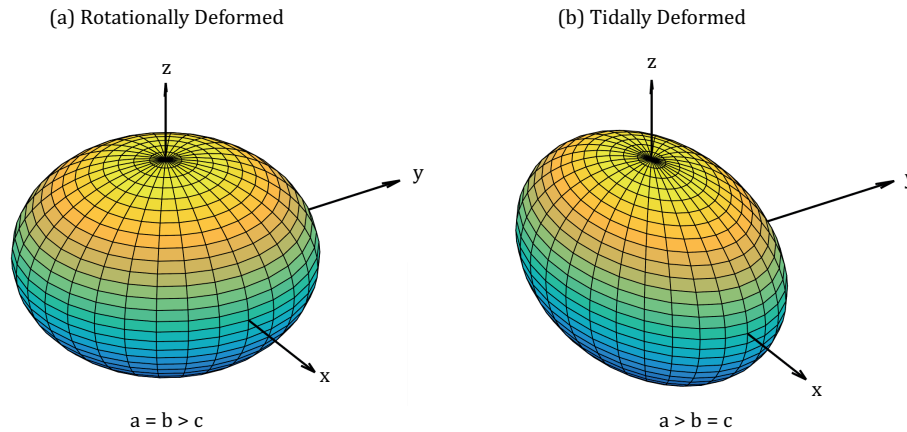 (a) Rotationally Deformed
(b) Tidally Deformed
z
y
x
a = b > c
z
y
x
a > b = c